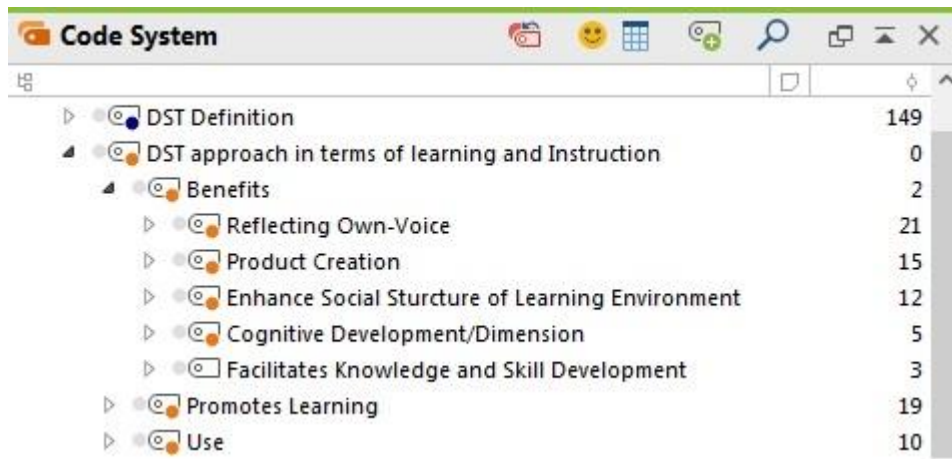 Code System
DST Definition 149
DST approach in terms of learning and Instruction 0
Benefits 2
Reflecting Own-Voice 21
Product Creation 15
Enhance Social Sturcture of Learning Environment 12
Cognitive Development/Dimension 5
Facilitates Knowledge and Skill Development 3
Promotes Learning 19
Use 10